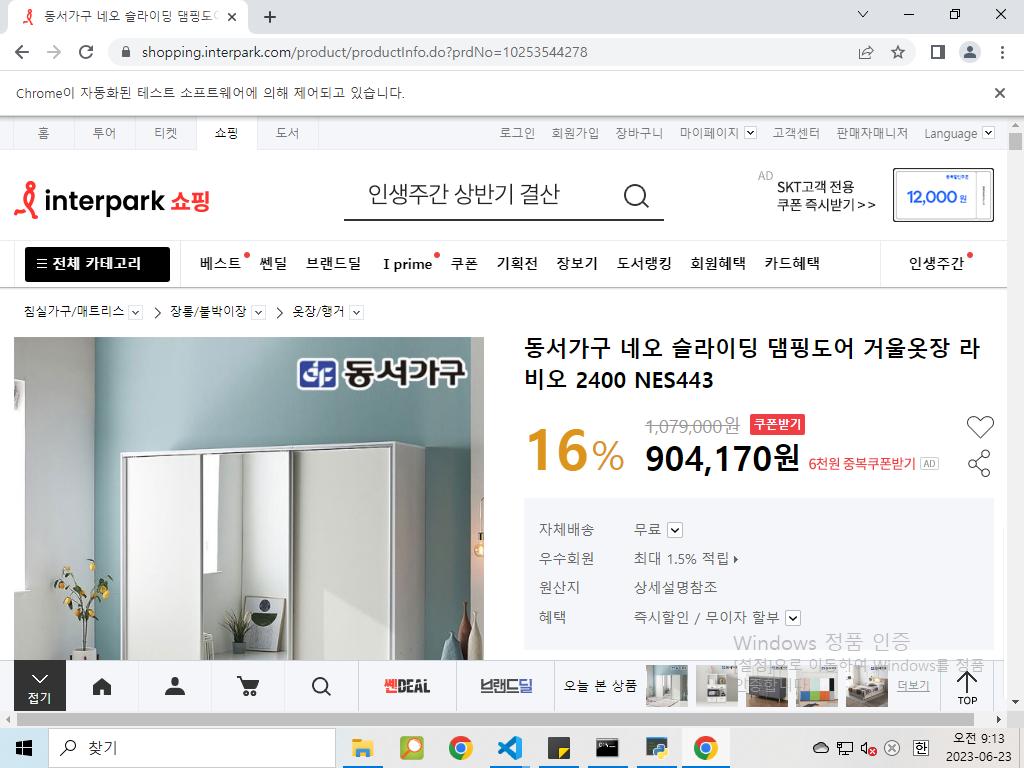 동서가구 네오 슬라이딩 댐핑도어
shopping.interpark.com/product/productInfo.do?prdNo=10253544278
Chrome이 자동화된 테스트 소프트웨어에 의해 제어되고 있습니다.
홈 투어 티켓 쇼핑 도서 로그인 회원가입 장바구니 마이페이지 고객센터 판매자매니저 Language
interpark 쇼핑 인생주간 상반기 결산 AD SKT고객 전용 쿠폰 즉시받기>> 12,000원
전체 카테고리 베스트 쎈딜 브랜드딜 I prime 쿠폰 기획전 장보기 도서랭킹 회원혜택 카드혜택 인생주간
침실가구/매트리스 > 장롱/붙박이장 > 옷장/행거
동서가구
동서가구 네오 슬라이딩 댐핑도어 거울옷장 라
비오 2400 NES443
16% 1,079,000원 쿠폰받기
904,170원 6천원 중복쿠폰받기 AD
자체배송 무료
우수회원 최대 1.5% 적립
원산지 상세설명참조
혜택 즉시할인 / 무이자 할부
Windows 정품 인증
[설정]으로 이동하여 Windows를 정품
인증합니다.
접기 쎈DEAL 브랜드딜 오늘 본 상품 더보기 TOP
찾기 한 오전 9:13
2023-06-23